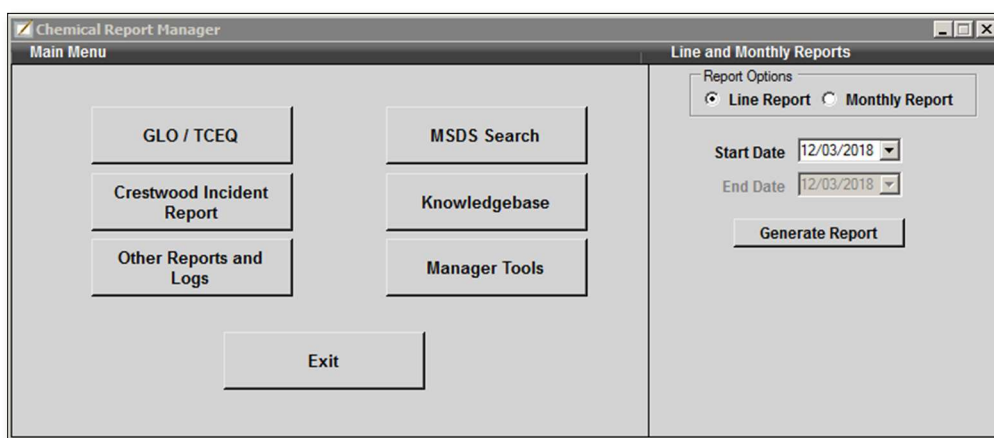 Chemical Report Manager
Main Menu
GLO / TCEQ
MSDS Search
Crestwood Incident
Report
Knowledgebase
Other Reports and
Logs
Manager Tools
Exit
Line and Monthly Reports
Report Options
Line Report
Monthly Report
Start Date 12/03/2018
End Date 12/03/2018
Generate Report